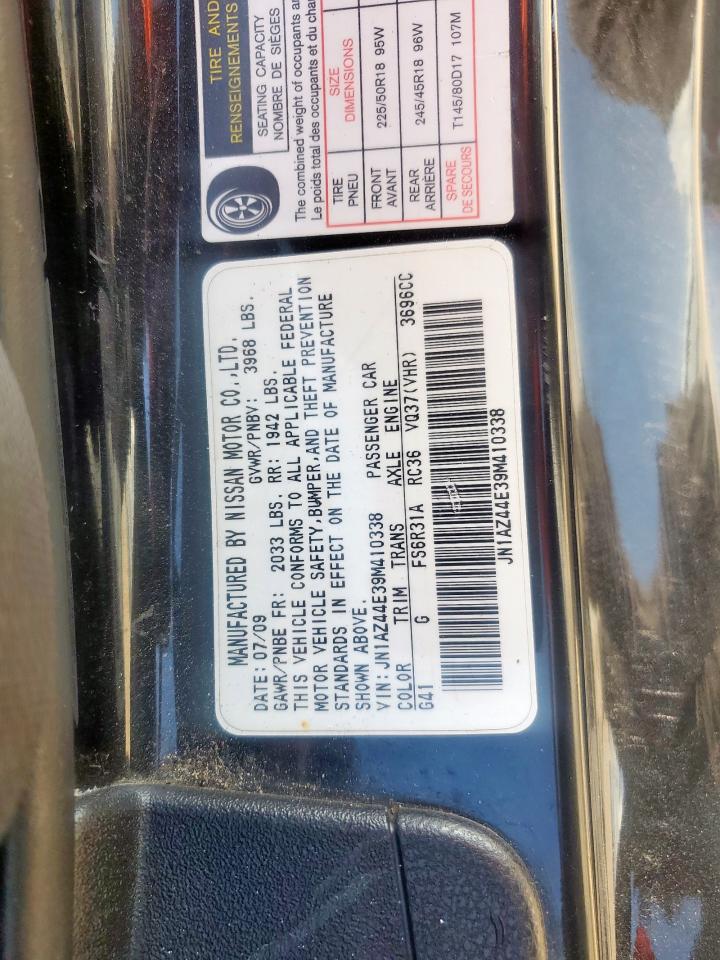 MANUFACTURED BY NISSAN MOTOR CO.,LTD.
DATE: 07/09 GVWR/PNBV: 3968 LBS.
GAWR/PNBE FR: 2033 LBS. RR: 1942 LBS.
THIS VEHICLE CONFORMS TO ALL APPLICABLE FEDERAL
MOTOR VEHICLE SAFETY,BUMPER,AND THEFT PREVENTION
STANDARDS IN EFFECT ON THE DATE OF MANUFACTURE
SHOWN ABOVE.
VIN: JN1AZ44E39M410338 PASSENGER CAR
COLOR TRIM TRANS AXLE ENGINE
G41 G FS6R31A RC36 VQ37(VHR) 3696CC
JN1AZ44E39M410338
TIRE AND
RENSEIGNEMENTS
SEATING CAPACITY
NOMBRE DE SIÈGES
The combined weight of occupants
Le poids total des occupants et du
TIRE SIZE
PNEU DIMENSIONS
FRONT 225/50R18 95W
AVANT
REAR 245/45R18 96W
ARRIÈRE
SPARE T145/80D17 107M
DE SECOURS